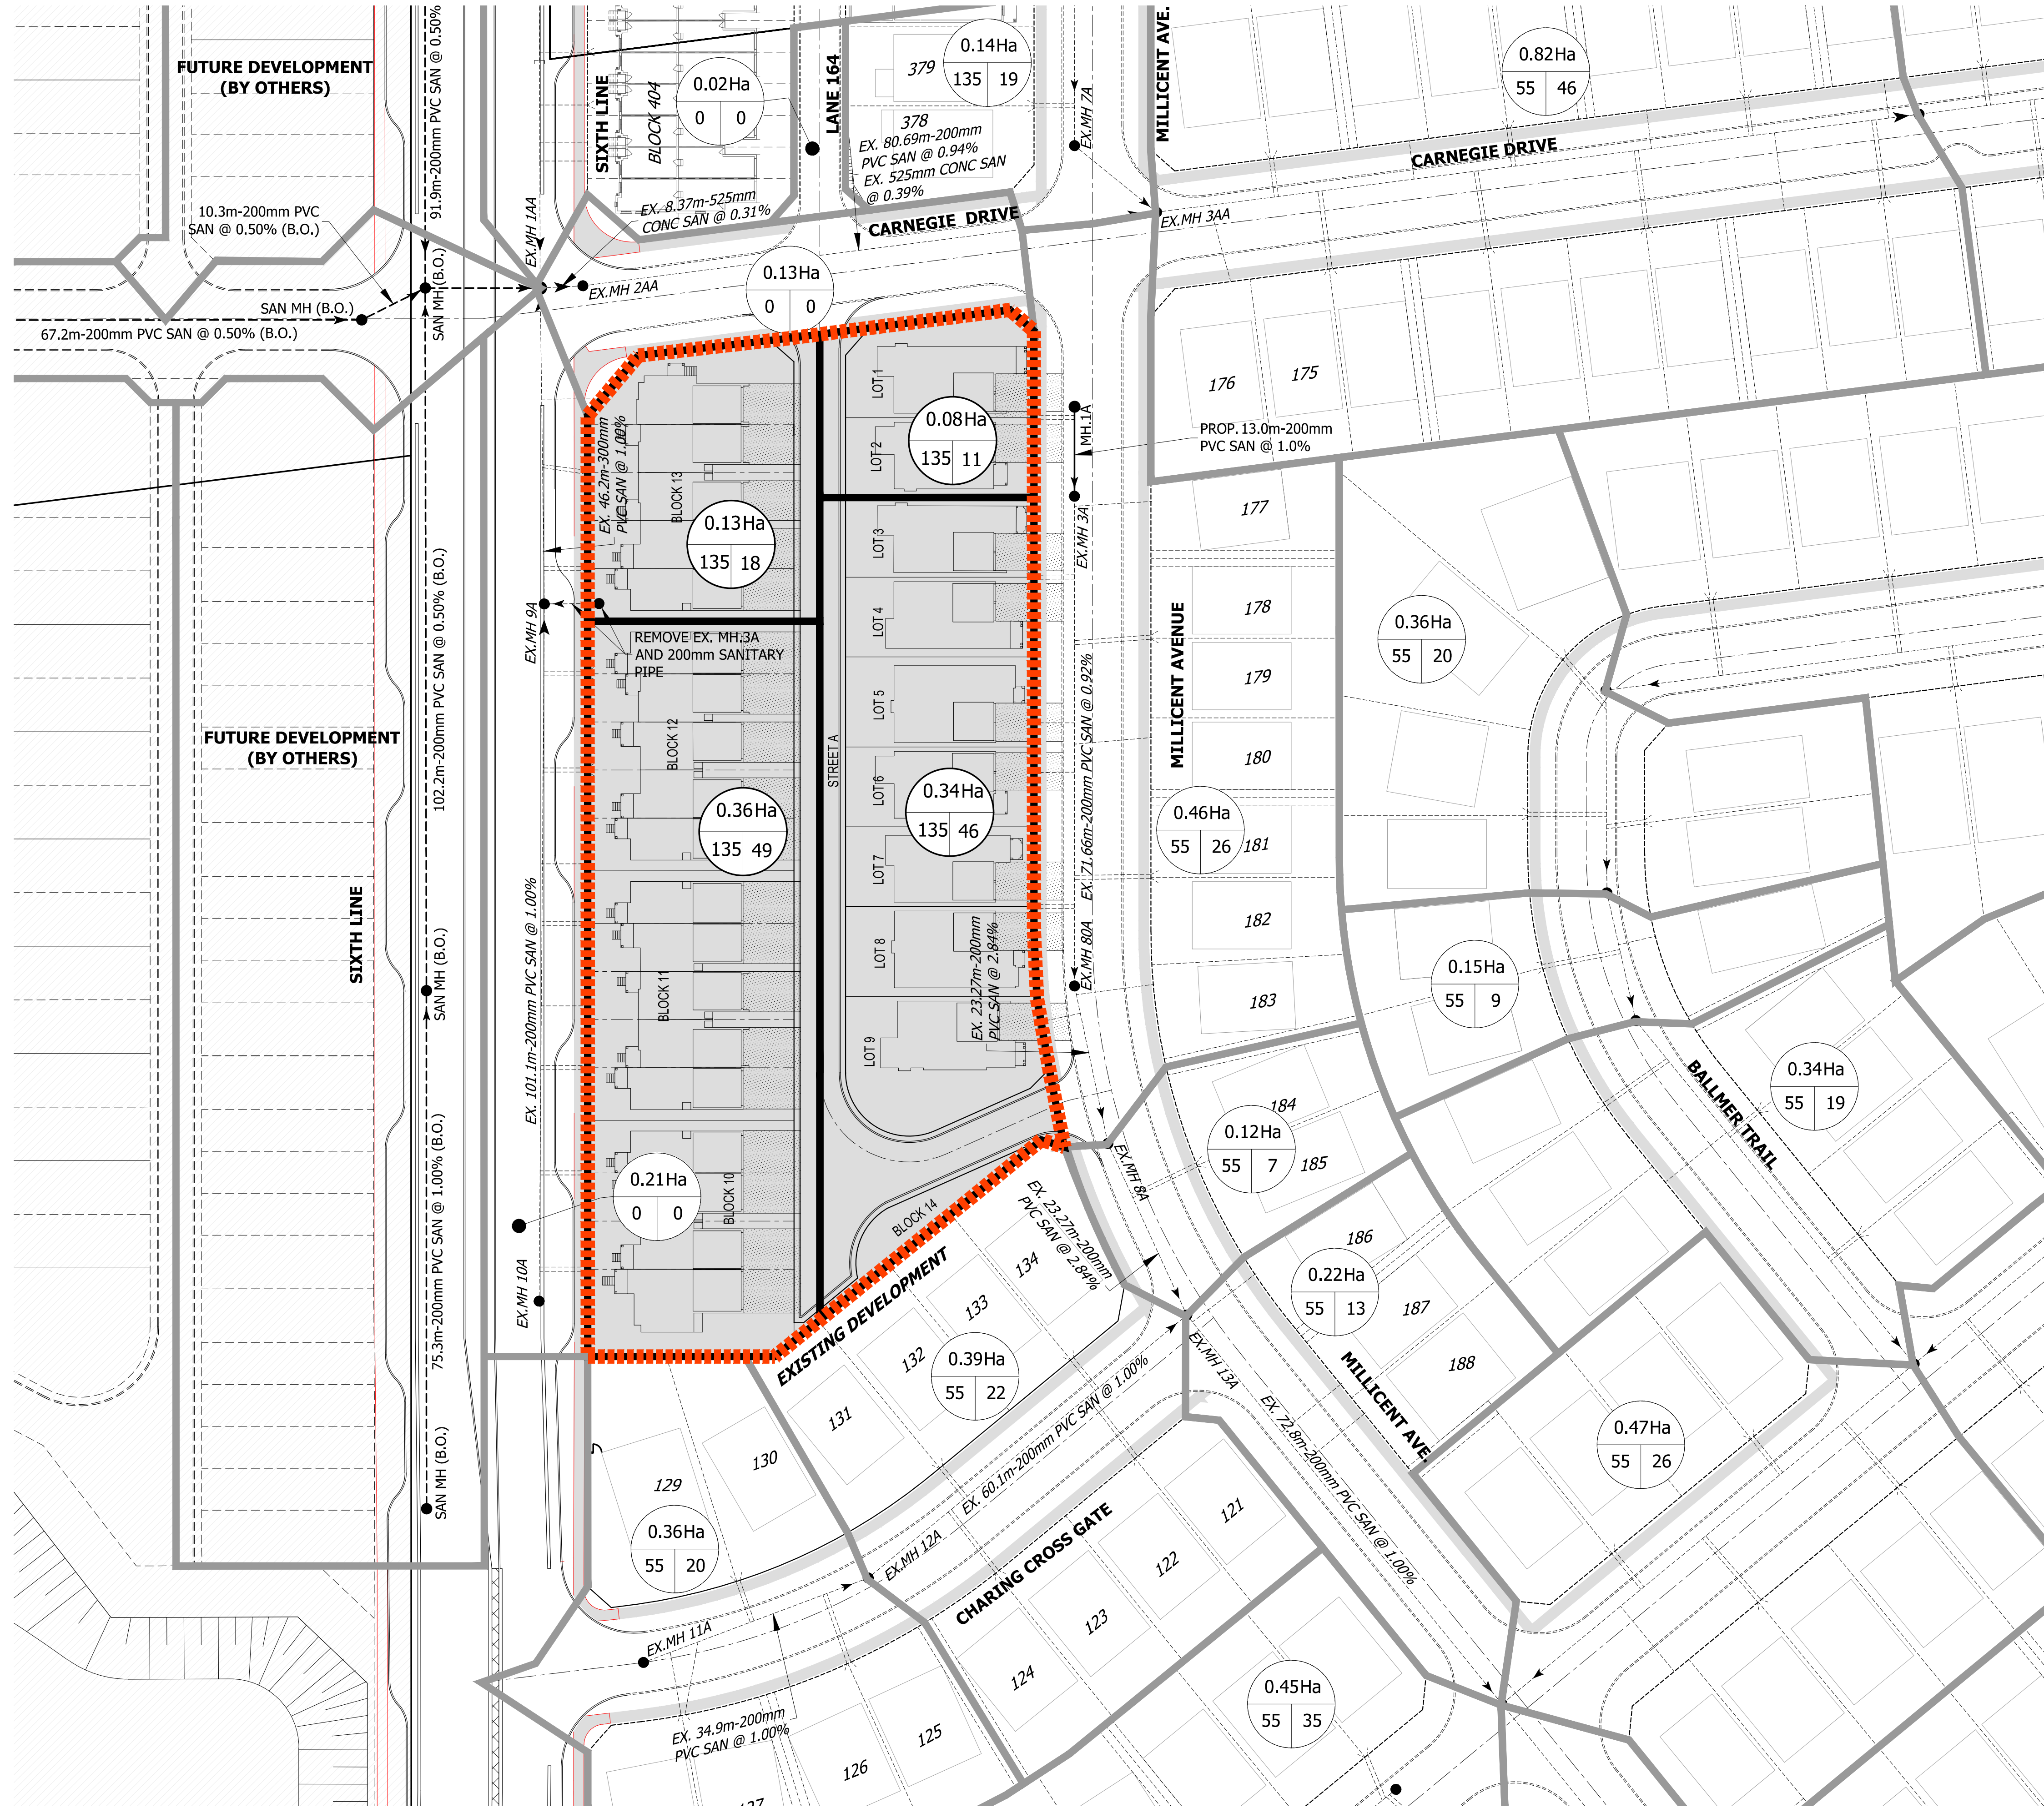 FUTURE DEVELOPMENT
(BY OTHERS)
91.9m-200mm PVC SAN @ 0.50%
SIXTH LINE
BLOCK 404
0.02Ha
0 0
LANE 164
379
0.14Ha
135 19
378
EX. 80.69m-200mm
PVC SAN @ 0.94%
EX. 525mm CONC SAN
@ 0.39%
EX.MH 7A
MILLICENT AVE.
0.82Ha
55 46
CARNEGIE DRIVE
10.3m-200mm PVC
SAN @ 0.50% (B.O.)
EX.MH 1AA
EX. 8.37m-525mm
CONC SAN @ 0.31%
CARNEGIE DRIVE
EX.MH 3AA
0.13Ha
0 0
EX.MH 2AA
SAN MH (B.O.)
SAN MH (B.O.)
67.2m-200mm PVC SAN @ 0.50% (B.O.)
176
175
LOT 1
0.08Ha
135 11
MH.1A
PROP. 13.0m-200mm
PVC SAN @ 1.0%
LOT 2
EX. 46.2m-300mm
PVC SAN @ 1.00%
BLOCK 13
0.13Ha
135 18
LOT 3
EX.MH 3A
177
EX.MH 9A
REMOVE EX. MH.3A
AND 200mm SANITARY
PIPE
LOT 4
178
MILLICENT AVENUE
0.36Ha
55 20
102.2m-200mm PVC SAN @ 0.50% (B.O.)
179
LOT 5
EX. 71.66m-200mm PVC SAN @ 0.92%
FUTURE DEVELOPMENT
(BY OTHERS)
BLOCK 12
STREET A
180
LOT 6
0.34Ha
135 46
0.36Ha
135 49
0.46Ha
55 26
181
LOT 7
SIXTH LINE
EX. 101.1m-200mm PVC SAN @ 1.00%
182
LOT 8
EX. 23.27m-200mm
PVC SAN @ 2.84%
EX.MH 80A
SAN MH (B.O.)
BLOCK 11
183
0.15Ha
55 9
LOT 9
BALLMER TRAIL
0.34Ha
55 19
184
0.12Ha
55 7
185
EX.MH 8A
75.3m-200mm PVC SAN @ 1.00% (B.O.)
0.21Ha
0 0
BLOCK 10
BLOCK 14
EX. 23.27m-200mm
PVC SAN @ 2.84%
186
0.22Ha
55 13
187
188
EX.MH 10A
EXISTING DEVELOPMENT
134
133
132
131
0.39Ha
55 22
EX.MH 13A
MILLICENT AVE.
EX. 72.8m-200mm PVC SAN @ 1.00%
0.47Ha
55 26
SAN MH (B.O.)
129
130
EX. 60.1m-200mm PVC SAN @ 1.00%
0.36Ha
55 20
EX.MH 12A
CHARING CROSS GATE
121
122
123
124
EX.MH 11A
0.45Ha
55 35
EX. 34.9m-200mm
PVC SAN @ 1.00%
125
126
127